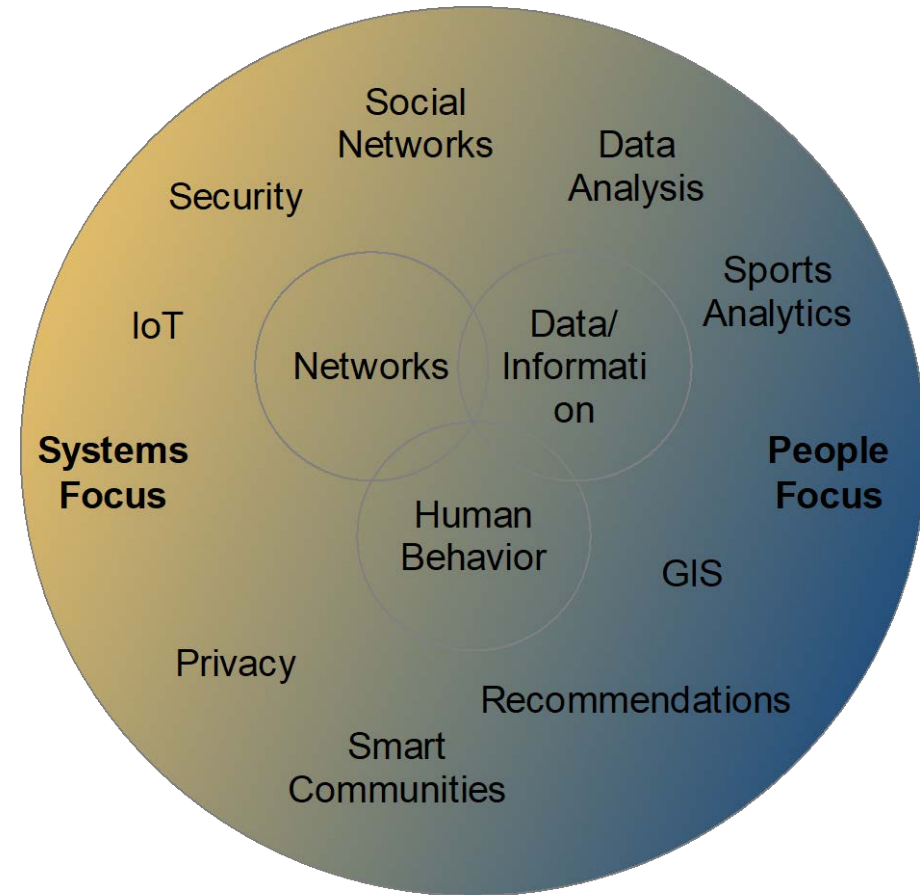 Social
Networks
Data
Analysis
Security
Sports
Analytics
IoT
Networks
Data/
Informati
on
Systems
Focus
People
Focus
Human
Behavior
GIS
Privacy
Recommendations
Smart
Communities